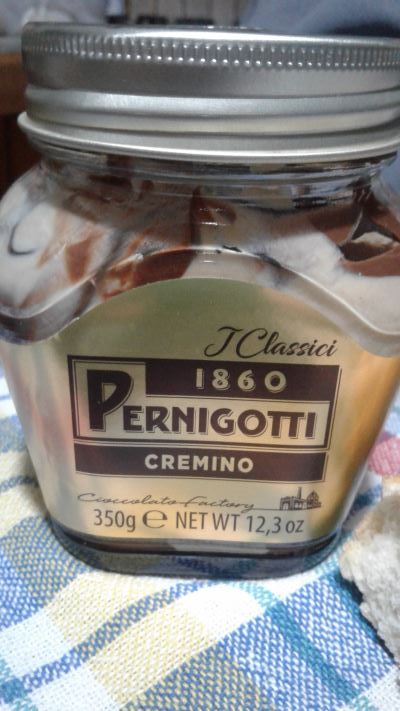 I Classici
1860
PERNIGOTTI
CREMINO
Cioccolato Factory
350g ℮ NET WT 12,3 oz